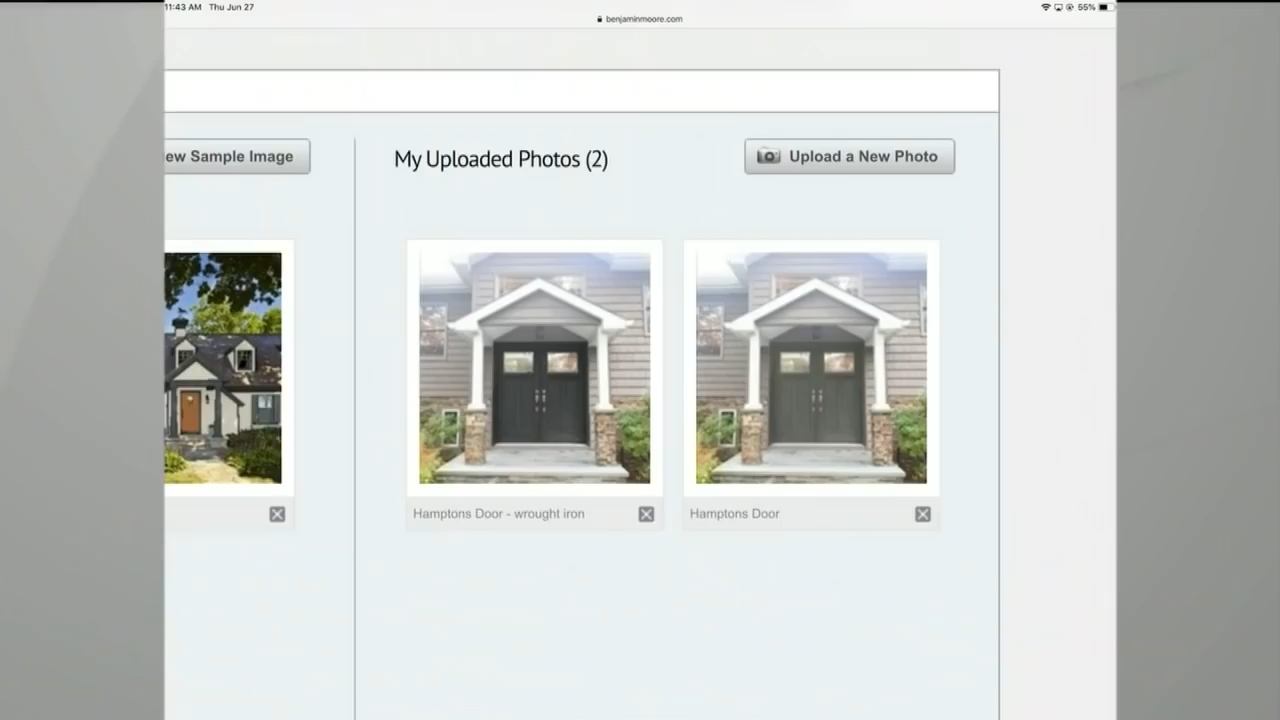 11:43 AM Thu Jun 27
55%
benjaminmoore.com
ew Sample Image
My Uploaded Photos (2)
Upload a New Photo
Hamptons Door - wrought iron
Hamptons Door